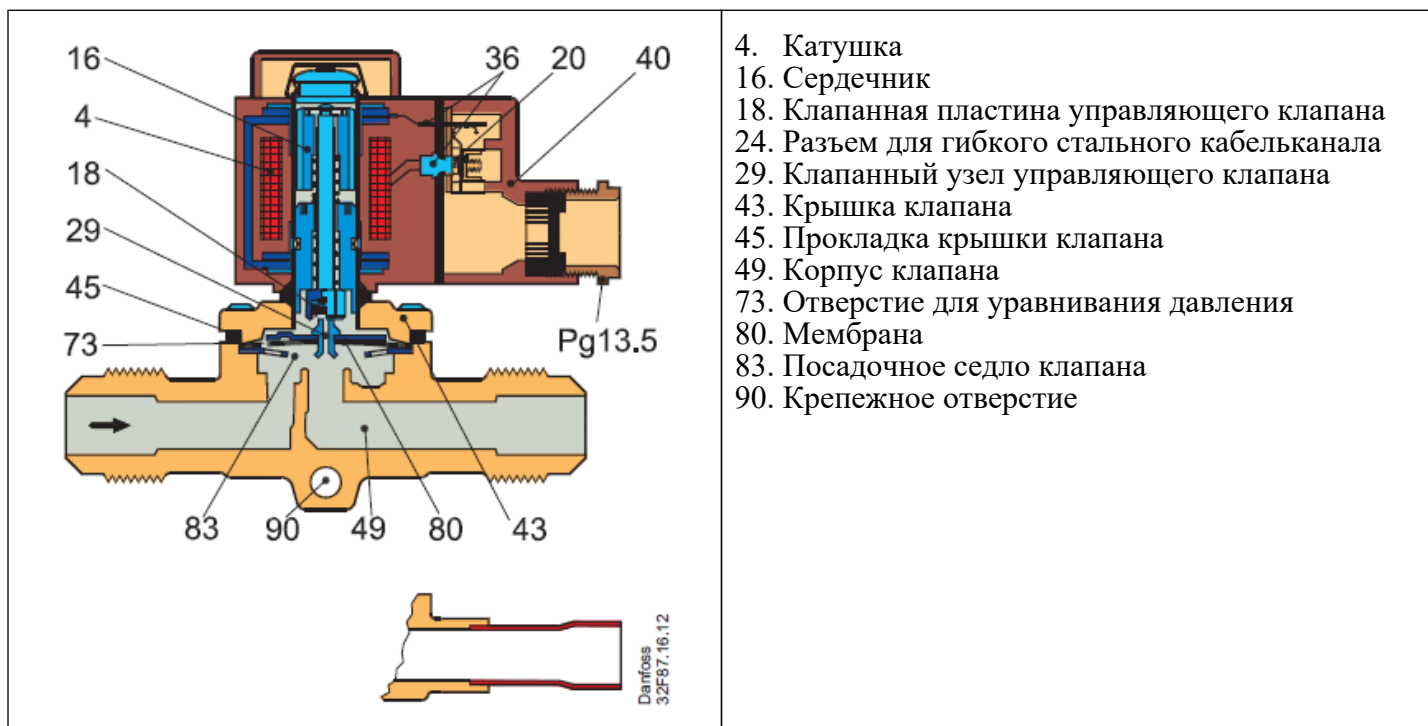 16
36
20
40
4
18
29
45
73
Pg13.5
83
90
49
80
43
Danfoss
32F87.16.12
4. Катушка
16. Сердечник
18. Клапанная пластина управляющего клапана
24. Разъем для гибкого стального кабельканала
29. Клапанный узел управляющего клапана
43. Крышка клапана
45. Прокладка крышки клапана
49. Корпус клапана
73. Отверстие для уравнивания давления
80. Мембрана
83. Посадочное седло клапана
90. Крепежное отверстие